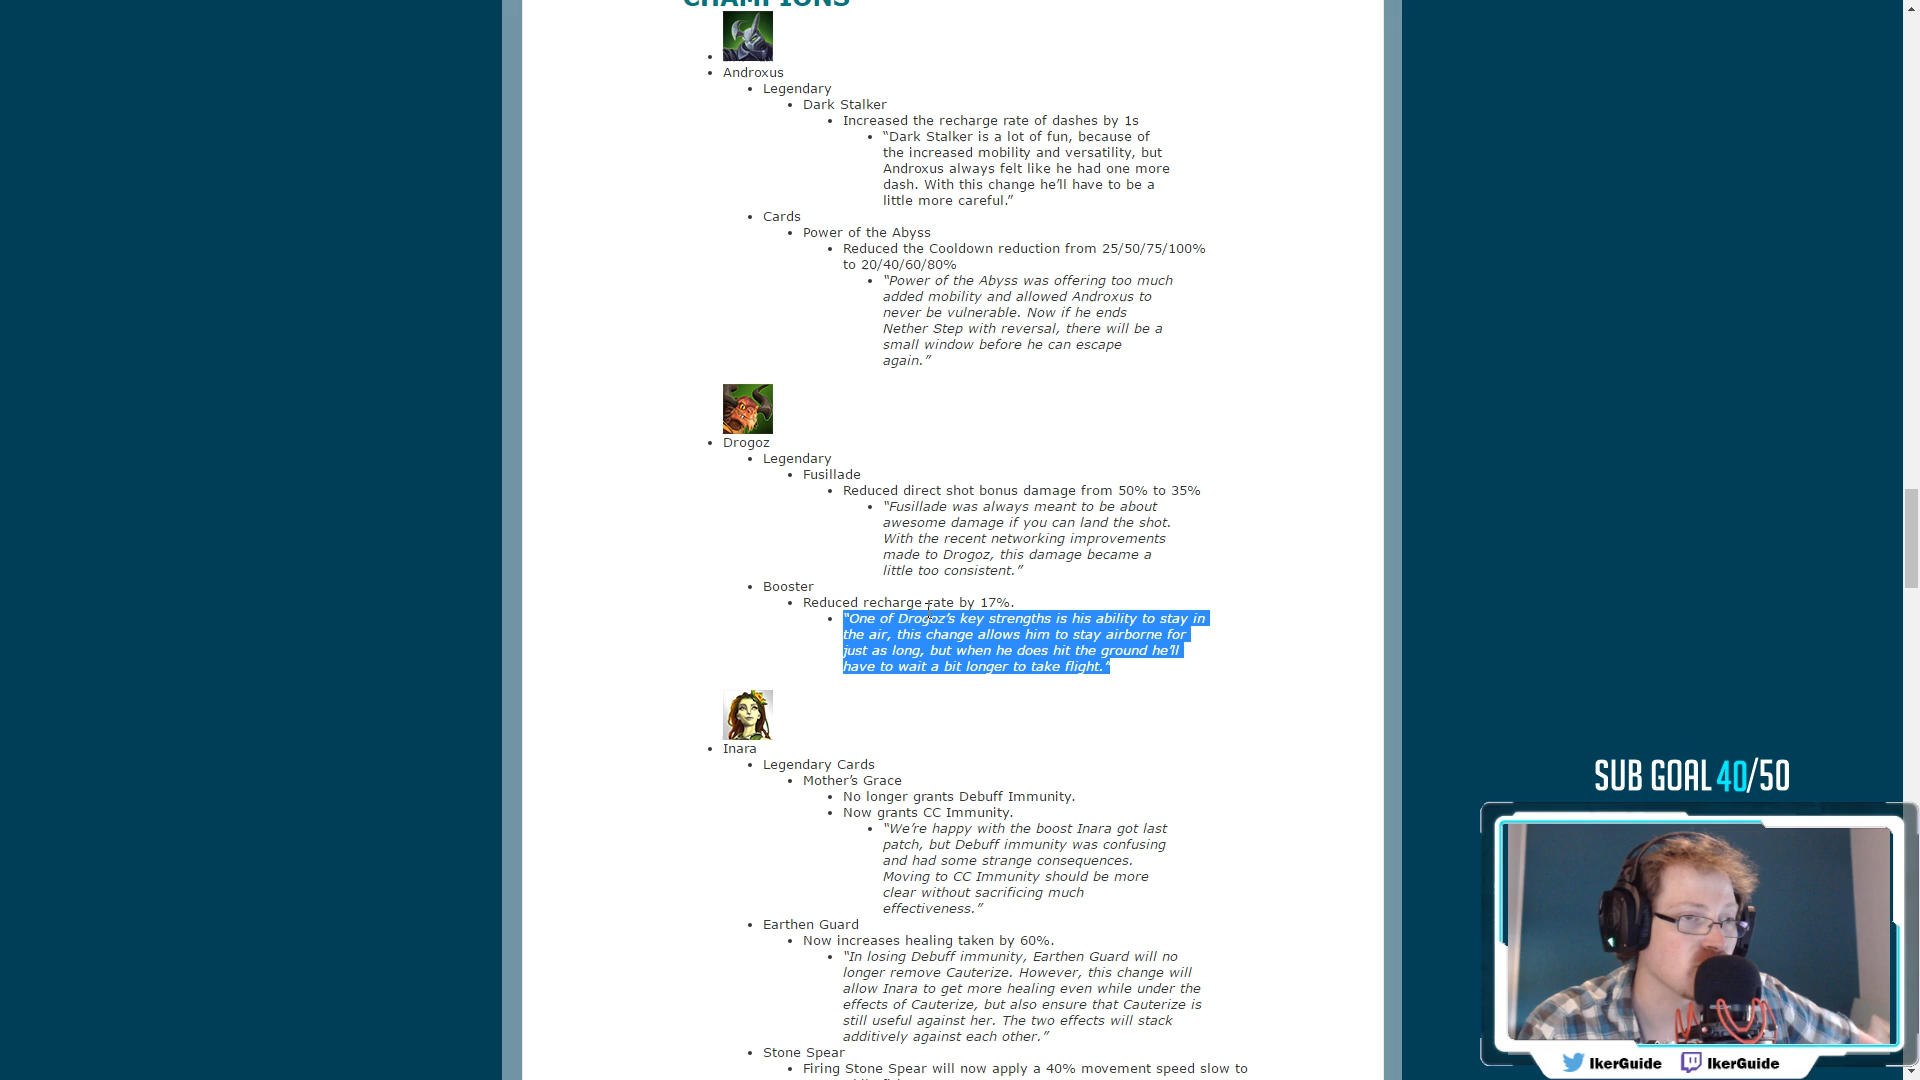 CHAMPIONS
Androxus
Legendary
Dark Stalker
Increased the recharge rate of dashes by 1s
“Dark Stalker is a lot of fun, because of
the increased mobility and versatility, but
Androxus always felt like he had one more
dash. With this change he’ll have to be a
little more careful.”
Cards
Power of the Abyss
Reduced the Cooldown reduction from 25/50/75/100%
to 20/40/60/80%
“Power of the Abyss was offering too much
added mobility and allowed Androxus to
never be vulnerable. Now if he ends
Nether Step with reversal, there will be a
small window before he can escape
again.”
Drogoz
Legendary
Fusillade
Reduced direct shot bonus damage from 50% to 35%
“Fusillade was always meant to be about
awesome damage if you can land the shot.
With the recent networking improvements
made to Drogoz, this damage became a
little too consistent.”
Booster
Reduced recharge rate by 17%.
“One of Drogoz’s key strengths is his ability to stay in
the air, this change allows him to stay airborne for
just as long, but when he does hit the ground he’ll
have to wait a bit longer to take flight.”
Inara
Legendary Cards
Mother’s Grace
No longer grants Debuff Immunity.
Now grants CC Immunity.
“We’re happy with the boost Inara got last
patch, but Debuff immunity was confusing
and had some strange consequences.
Moving to CC Immunity should be more
clear without sacrificing much
effectiveness.”
Earthen Guard
Now increases healing taken by 60%.
“In losing Debuff immunity, Earthen Guard will no
longer remove Cauterize. However, this change will
allow Inara to get more healing even while under the
effects of Cauterize, but also ensure that Cauterize is
still useful against her. The two effects will stack
additively against each other.”
Stone Spear
Firing Stone Spear will now apply a 40% movement speed slow to
SUB GOAL 40/50
IkerGuide IkerGuide